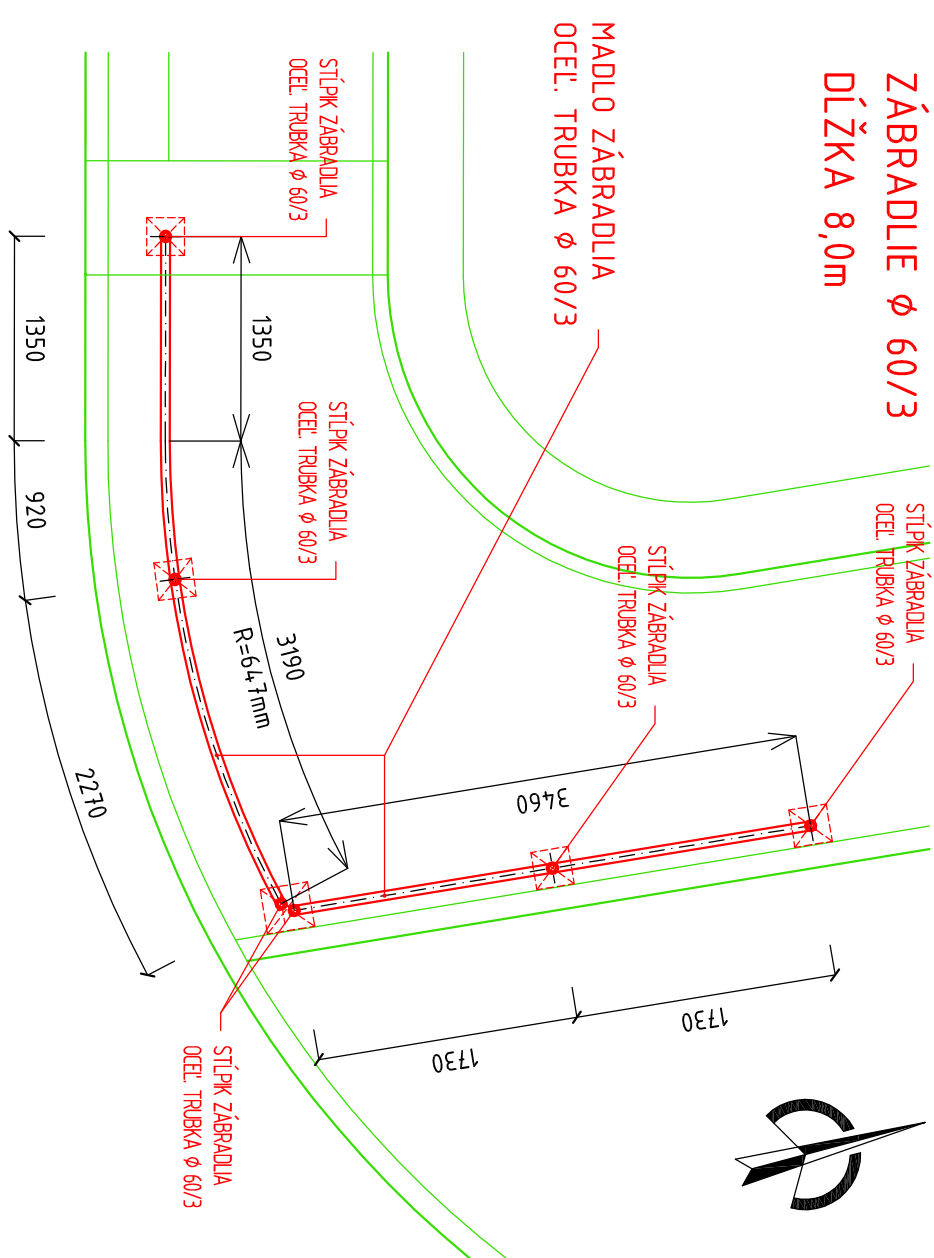 ZÁBRADLIE ϕ 60/3
DĹŽKA 8,0m
MADLO ZÁBRADLIA
OCEĽ. TRUBKA ϕ 60/3
STĹPIK ZÁBRADLIA
OCEĽ. TRUBKA ϕ 60/3
STĹPIK ZÁBRADLIA
OCEĽ. TRUBKA ϕ 60/3
STĹPIK ZÁBRADLIA
OCEĽ. TRUBKA ϕ 60/3
STĹPIK ZÁBRADLIA
OCEĽ. TRUBKA ϕ 60/3
STĹPIK ZÁBRADLIA
OCEĽ. TRUBKA ϕ 60/3
1350
3190
R=647mm
3460
1730
1730
1350
920
2270